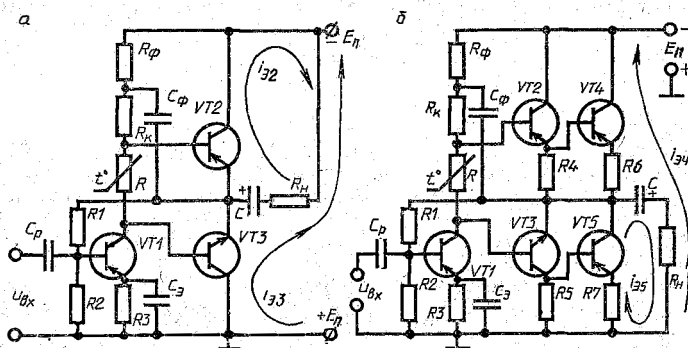 а
Rф
Cф
VT2
iэ2
– Eп
Rк
t°
R
+
C
Rн
R1
Cр
VT1
VT3
iэ3
uвх
R2
R3
Cэ
+Eп
б
Rф
Cф
VT2
VT4
–
Eп
+
Rк
t°
R
R4
R6
iэ4
C
+
R1
Cр
VT3
VT5
VT1
uвх
R2
R3
Cэ
R5
R7
iэ5
Rн